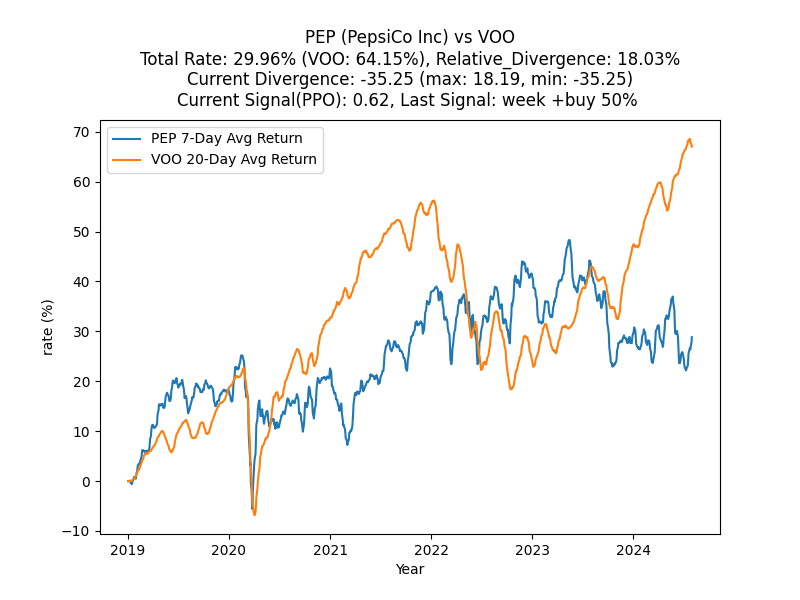 PEP (PepsiCo Inc) vs VOO
Total Rate: 29.96% (VOO: 64.15%), Relative_Divergence: 18.03%
Current Divergence: -35.25 (max: 18.19, min: -35.25)
Current Signal(PPO): 0.62, Last Signal: week +buy 50%
PEP 7-Day Avg Return
VOO 20-Day Avg Return
70
60
50
40
30
20
10
0
−10
rate (%)
2019
2020
2021
2022
2023
2024
Year